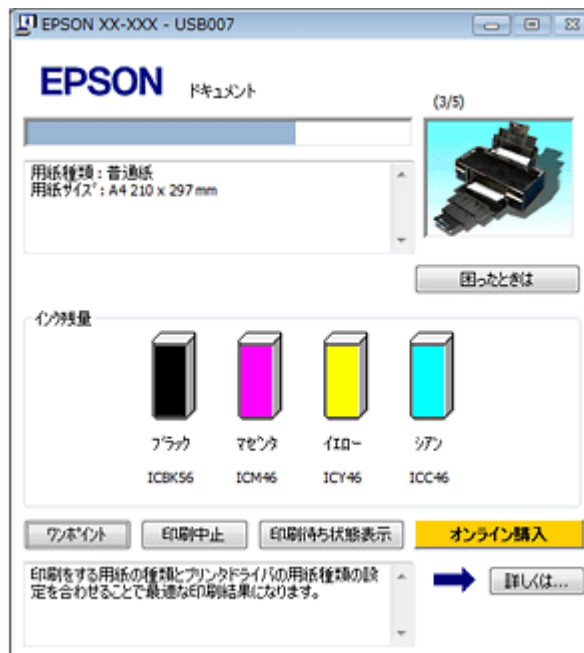 EPSON XX-XXX - USB007
EPSON ドキュメント
(3/5)
用紙種類 : 普通紙
用紙サイズ : A4 210 x 297 mm
困ったときは
インク残量
ブラック マゼンタ イエロー シアン
ICBK56 ICM46 ICY46 ICC46
ワンポイント 印刷中止 印刷待ち状態表示 オンライン購入
印刷をする用紙の種類とプリンタドライバの用紙種類の設
定を合わせることで最適な印刷結果になります。
詳しくは...